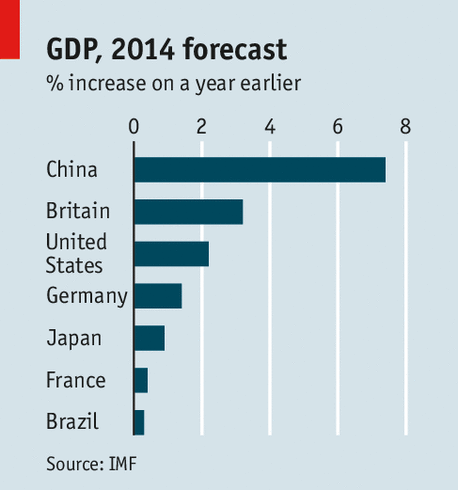 GDP, 2014 forecast
% increase on a year earlier
0 2 4 6 8
China
Britain
United
States
Germany
Japan
France
Brazil
Source: IMF